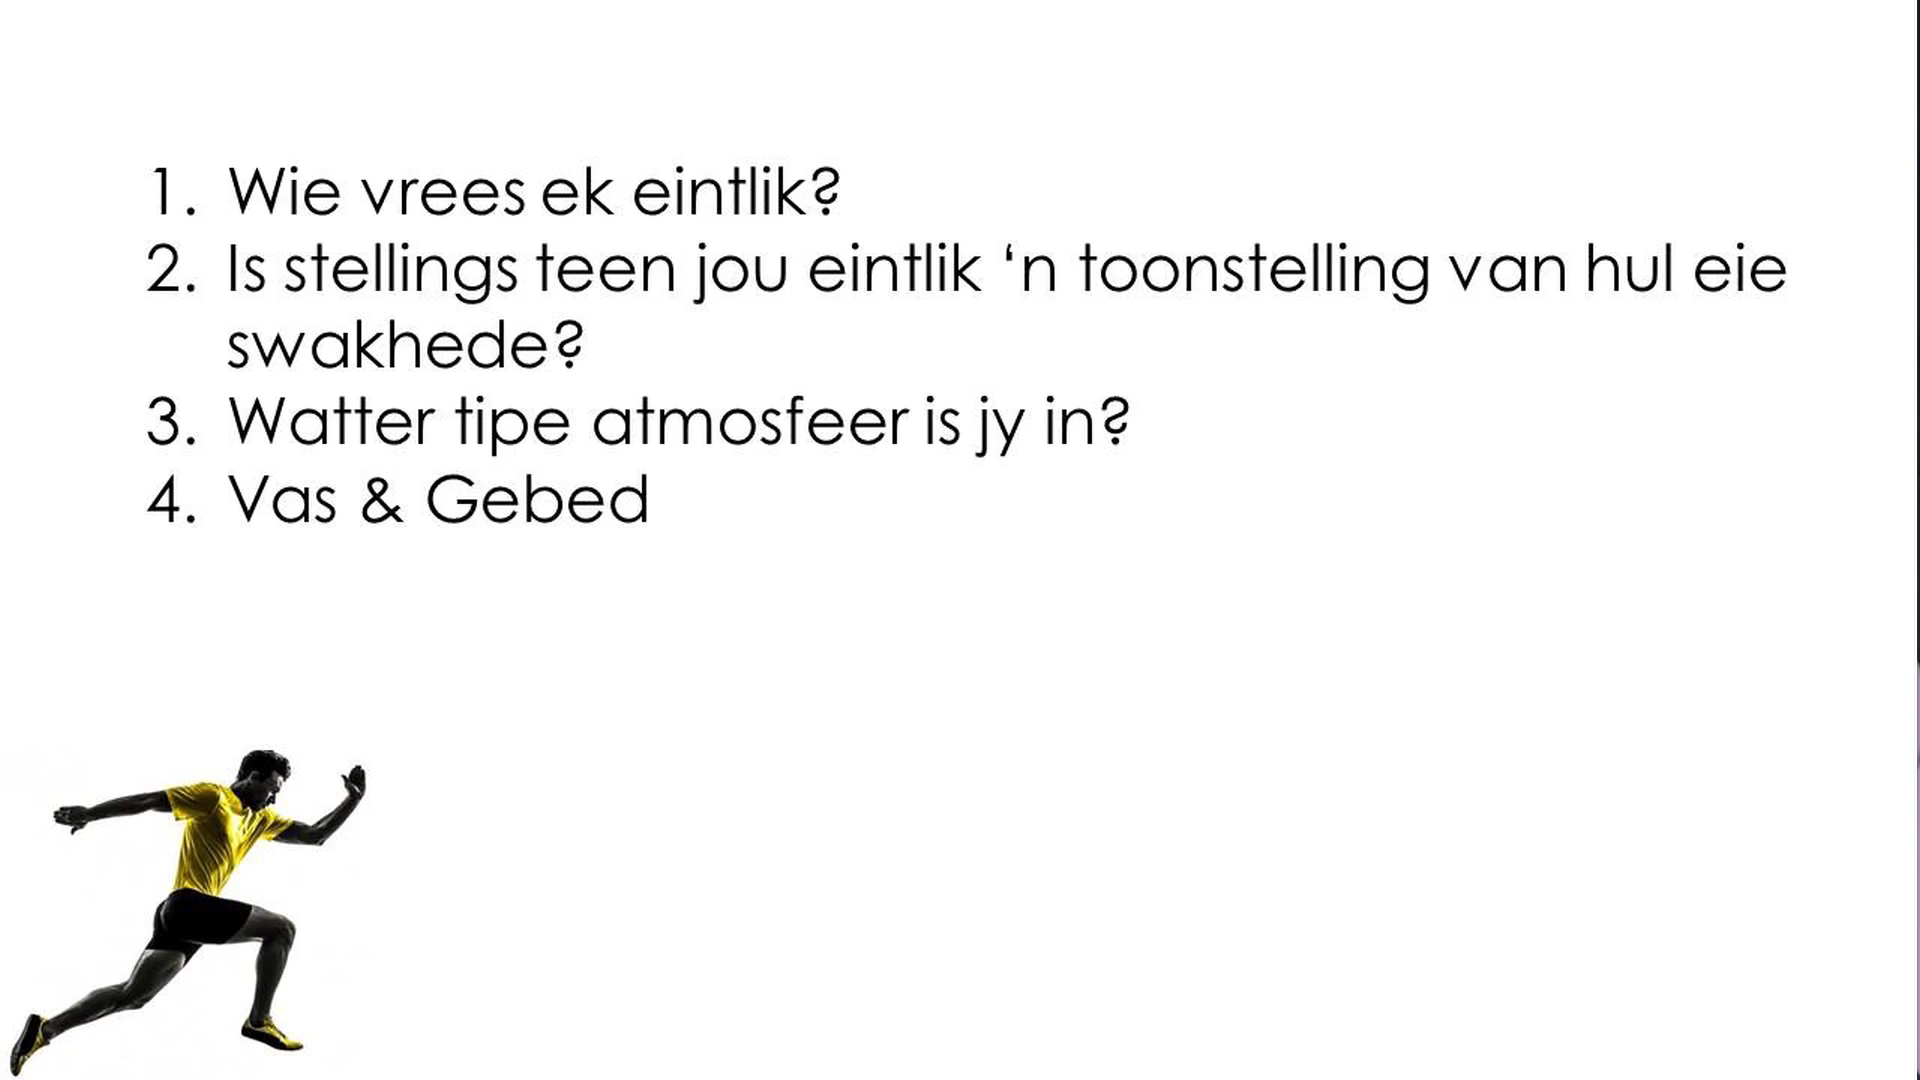 1. Wie vrees ek eintlik?
2. Is stellings teen jou eintlik ‘n toonstelling van hul eie
swakhede?
3. Watter tipe atmosfeer is jy in?
4. Vas & Gebed